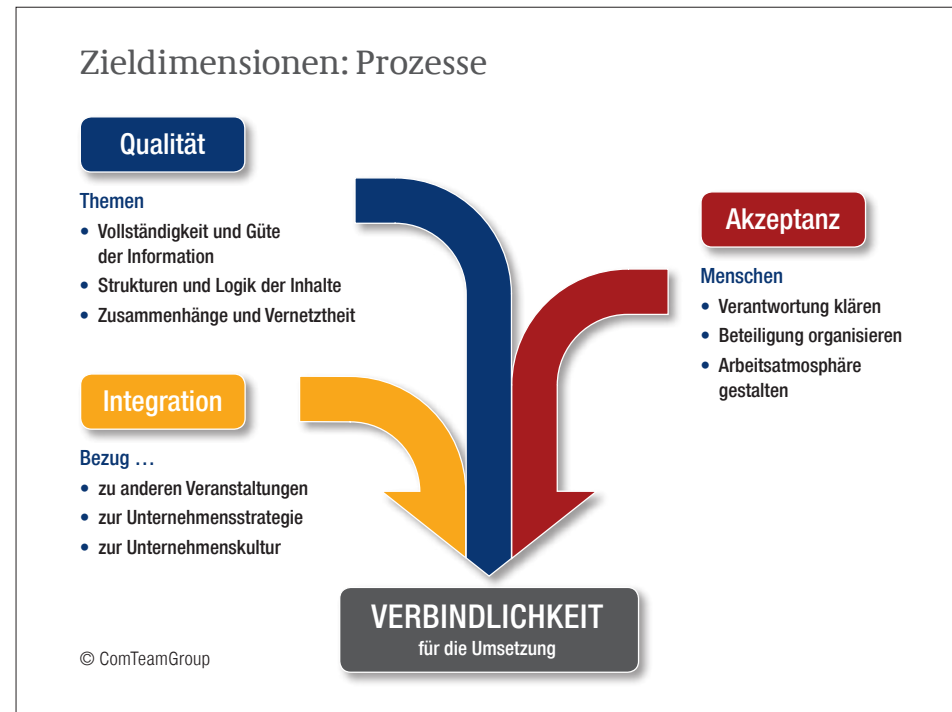 Zieldimensionen: Prozesse
Qualität
Themen
• Vollständigkeit und Güte
der Information
• Strukturen und Logik der Inhalte
• Zusammenhänge und Vernetztheit
Akzeptanz
Menschen
• Verantwortung klären
• Beteiligung organisieren
• Arbeitsatmosphäre
gestalten
Integration
Bezug …
• zu anderen Veranstaltungen
• zur Unternehmensstrategie
• zur Unternehmenskultur
VERBINDLICHKEIT
für die Umsetzung
© ComTeamGroup